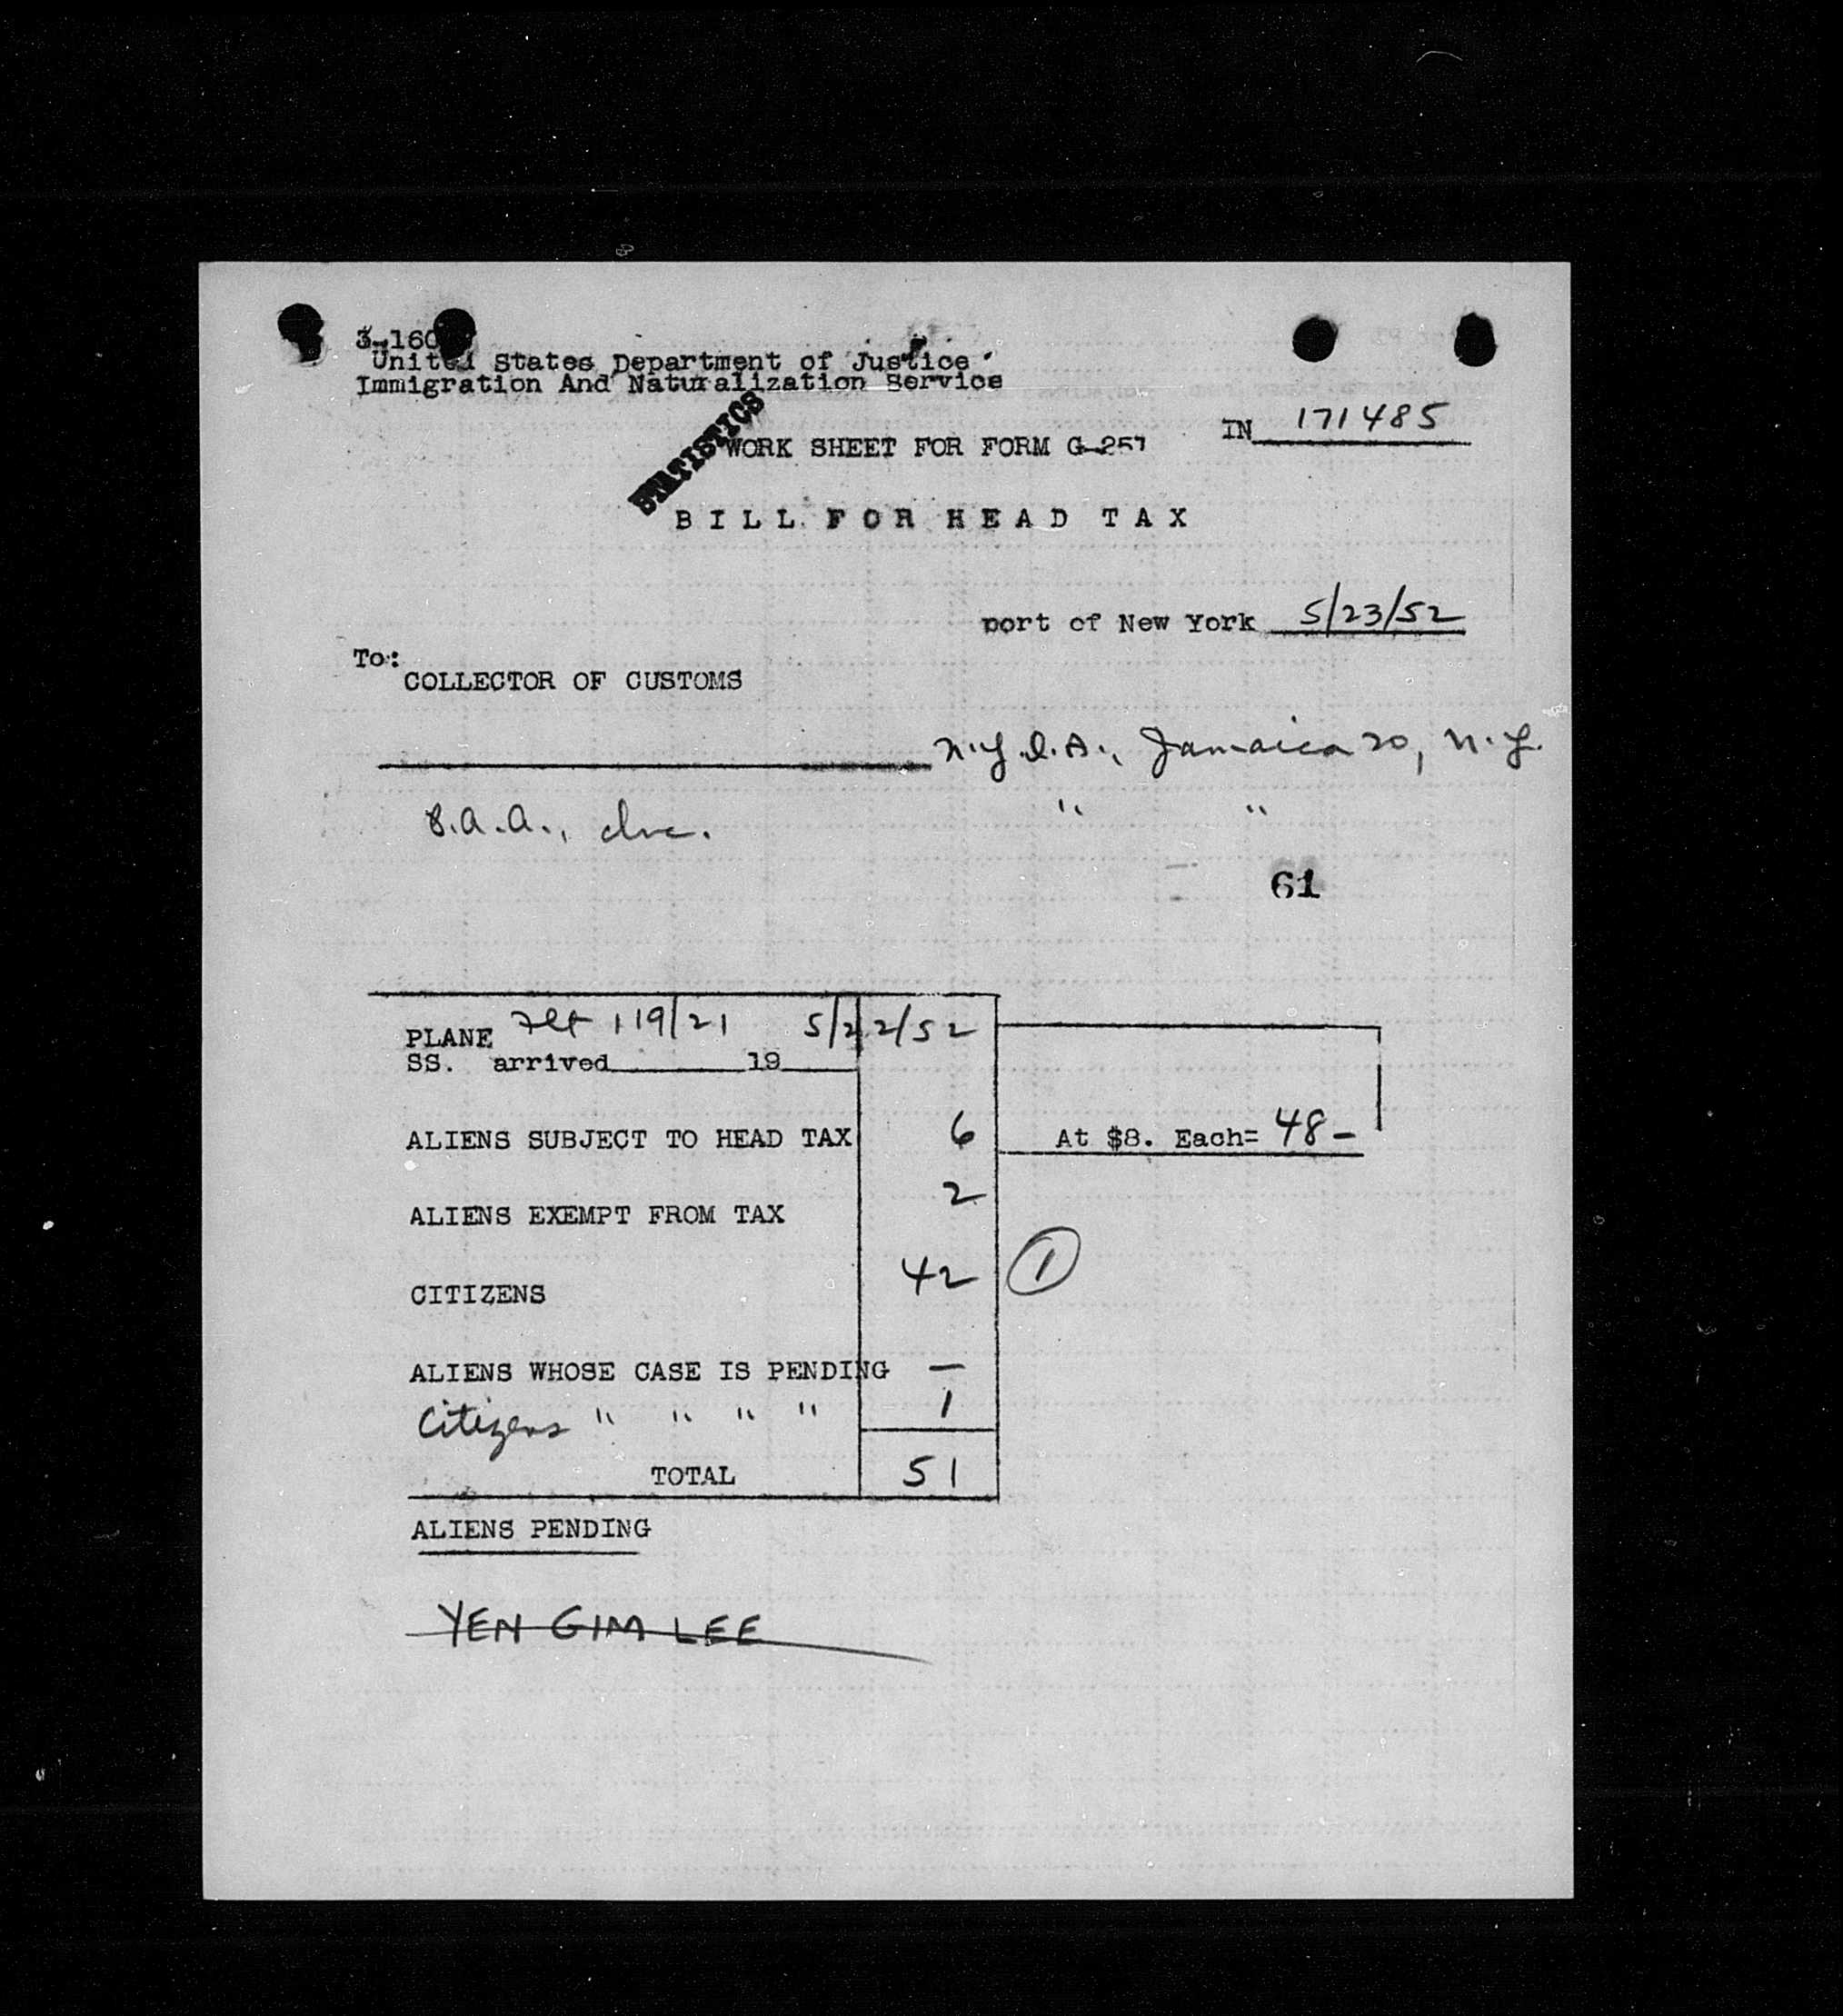 3-160
United States Department of Justice
Immigration And Naturalization Service
STATISTICS
IN 171485
WORK SHEET FOR FORM G-257
BILL FOR HEAD TAX
port of New York 5/23/52
To:
COLLECTOR OF CUSTOMS
N.Y.I.A., Jamaica 20, N.Y.
S.A.A., Inc. " "
61
PLANE Flt 119/21 5/22/52
SS. arrived 19
ALIENS SUBJECT TO HEAD TAX 6 At $8. Each= 48-
ALIENS EXEMPT FROM TAX 2
CITIZENS 42 1
ALIENS WHOSE CASE IS PENDING —
Citizens " " " " 1
TOTAL 51
ALIENS PENDING
YEN GIM LEE